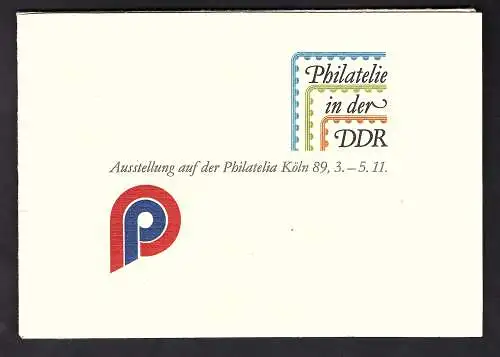 Philatelie
in der
DDR
Ausstellung auf der Philatelia Köln 89, 3.–5. 11.